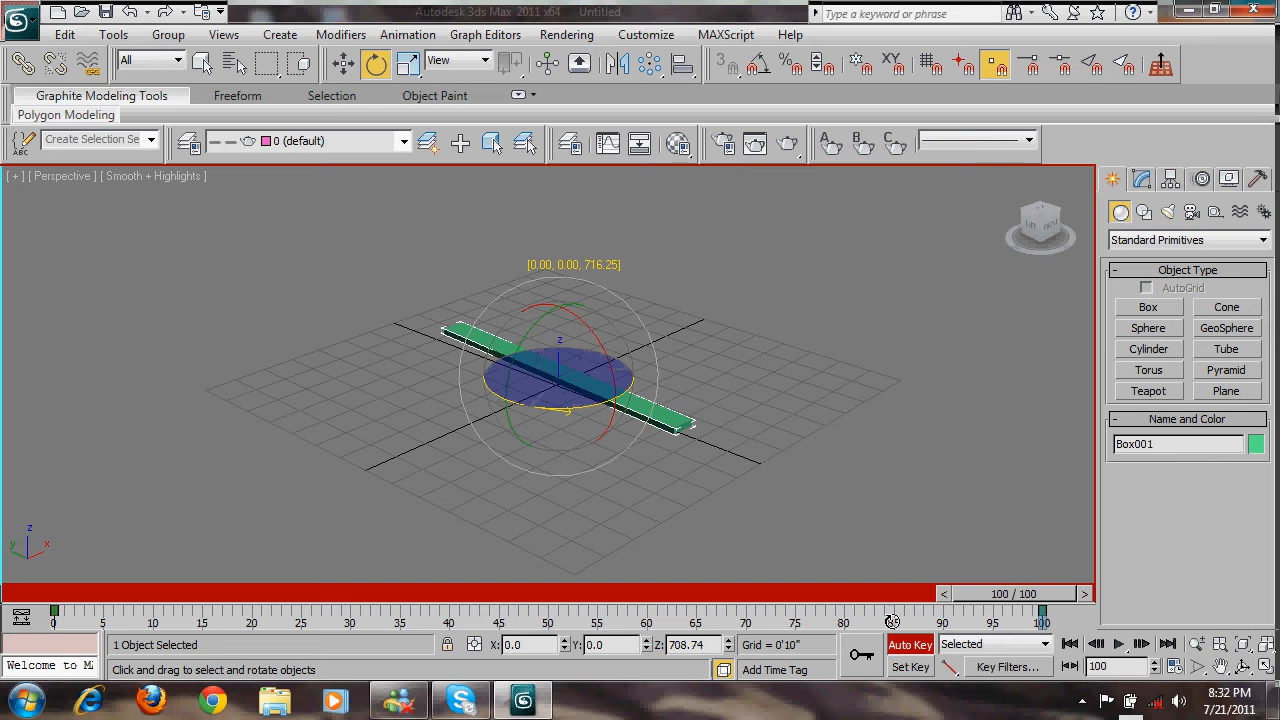 Autodesk 3ds Max 2011 x64 Untitled
Type a keyword or phrase
Edit Tools Group Views Create Modifiers Animation Graph Editors Rendering Customize MAXScript Help
All View 3 % XY
Graphite Modeling Tools Freeform Selection Object Paint
Polygon Modeling
ABC Create Selection Se 0 (default) A B C
[ + ] [ Perspective ] [ Smooth + Highlights ]
Standard Primitives
Object Type
AutoGrid
Box Cone
Sphere GeoSphere
Cylinder Tube
Torus Pyramid
Teapot Plane
Name and Color
Box001
[0.00, 0.00, 716.25]
z
z
y x
< 100 / 100 >
0 5 10 15 20 25 30 35 40 45 50 55 60 65 70 75 80 90 95 100
1 Object Selected X: 0.0 Y: 0.0 Z: 708.74 Grid = 0'10" Auto Key Selected
Welcome to M Click and drag to select and rotate objects Add Time Tag Set Key Key Filters... 100
8:32 PM
7/21/2011